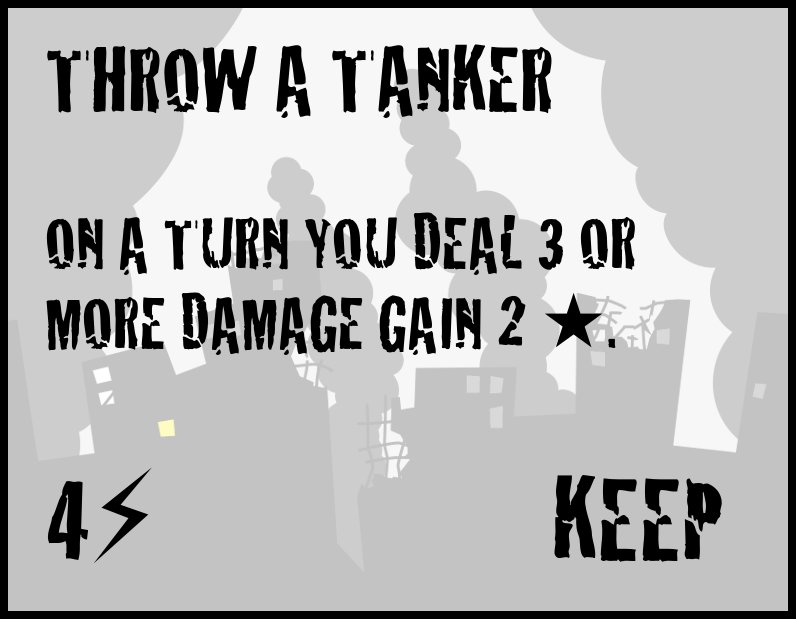 THROW A TANKER
ON A TURN YOU DEAL 3 OR
MORE DAMAGE GAIN 2 ★.
4⚡ KEEP